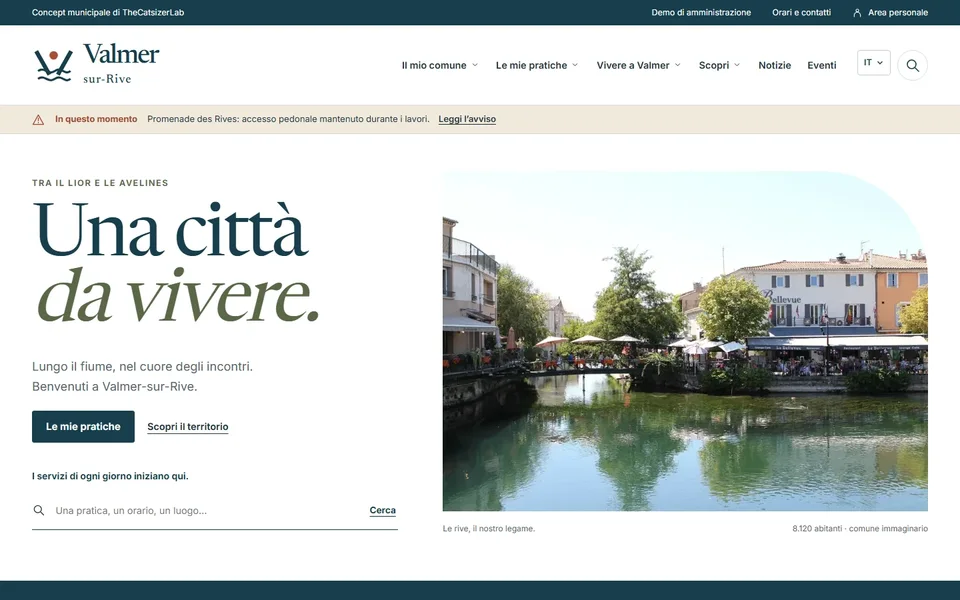 Concept municipale di TheCatsizerLab
Demo di amministrazione
Orari e contatti
Area personale
Valmer
sur-Rive
Il mio comune
Le mie pratiche
Vivere a Valmer
Scopri
Notizie
Eventi
IT
In questo momento Promenade des Rives: accesso pedonale mantenuto durante i lavori. Leggi l’avviso
TRA IL LIOR E LE AVELINES
Una città
da vivere.
Lungo il fiume, nel cuore degli incontri.
Benvenuti a Valmer-sur-Rive.
Le mie pratiche
Scopri il territorio
I servizi di ogni giorno iniziano qui.
Una pratica, un orario, un luogo...
Cerca
Bellevue
Le rive, il nostro legame.
8.120 abitanti · comune immaginario